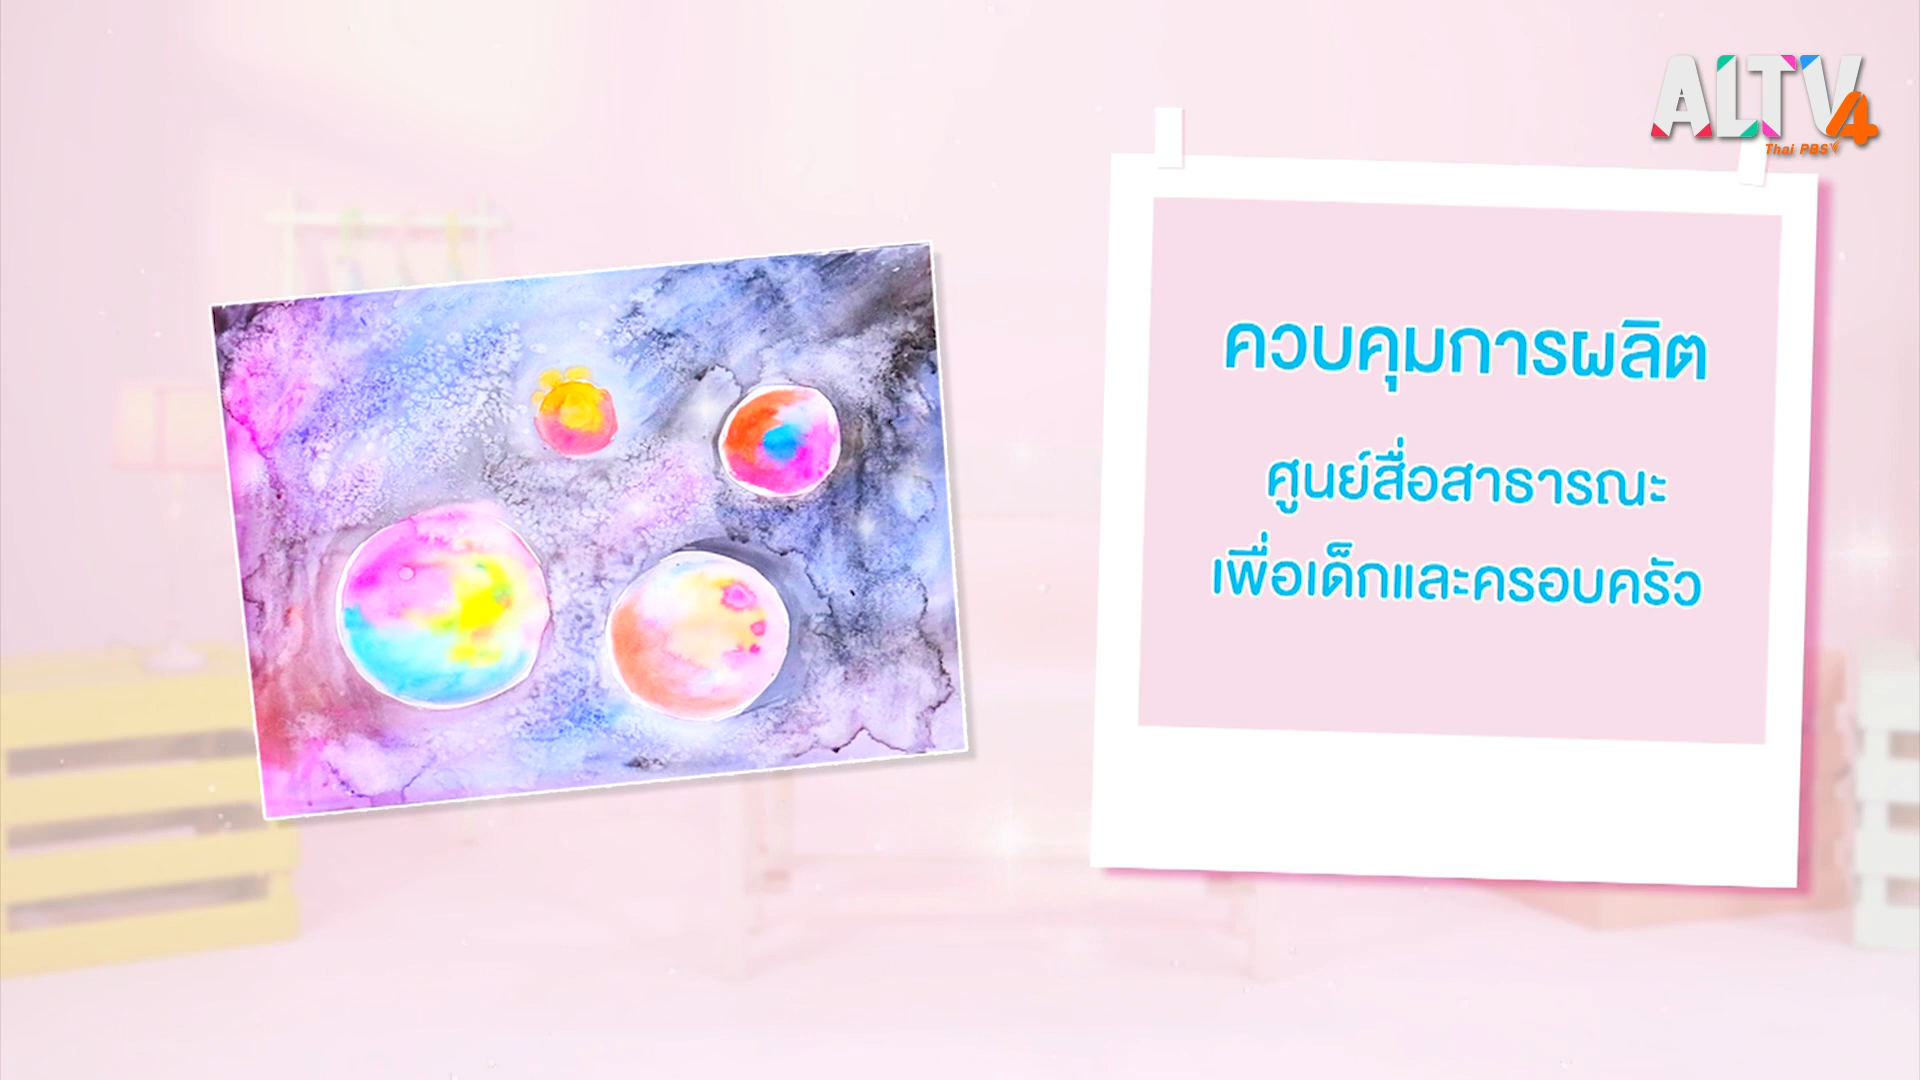 ALTV4
Thai PBS
ควบคุมการผลิต
ศูนย์สื่อสาธารณะ
เพื่อเด็กและครอบครัว